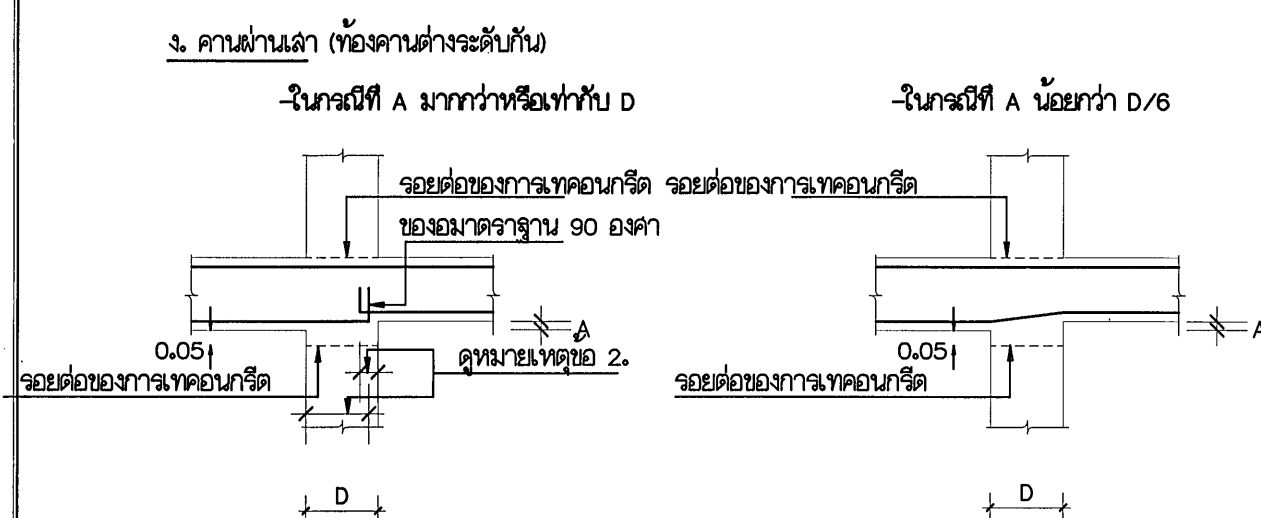 ง. คานผ่านเสา (ท้องคานต่างระดับกัน)
-ในกรณีที่ A มากกว่าหรือเท่ากับ D
-ในกรณีที่ A น้อยกว่า D/6
รอยต่อของการเทคอนกรีต
รอยต่อของการเทคอนกรีต
ของอมาตราฐาน 90 องศา
A
0.05
ดูหมายเหตุข้อ 2.
รอยต่อของการเทคอนกรีต
D
A
0.05
รอยต่อของการเทคอนกรีต
D